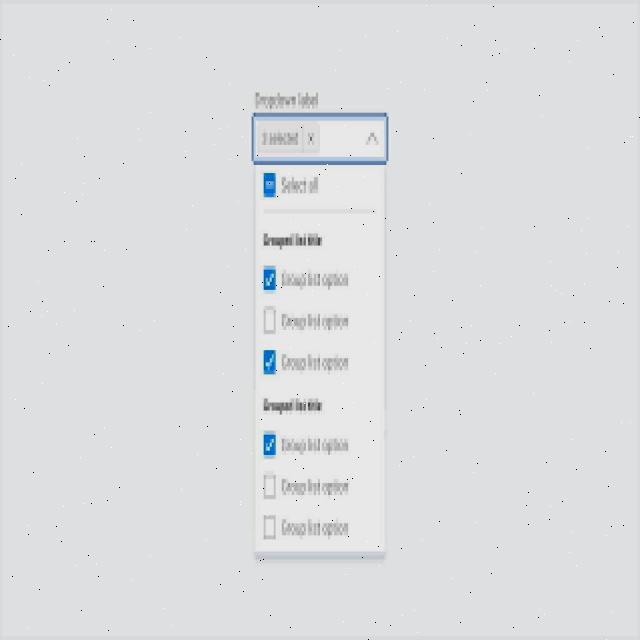 Dropdown label
3 selected x
Select all
Grouped list title
Group list option
Group list option
Group list option
Grouped list title
Group list option
Group list option
Group list option